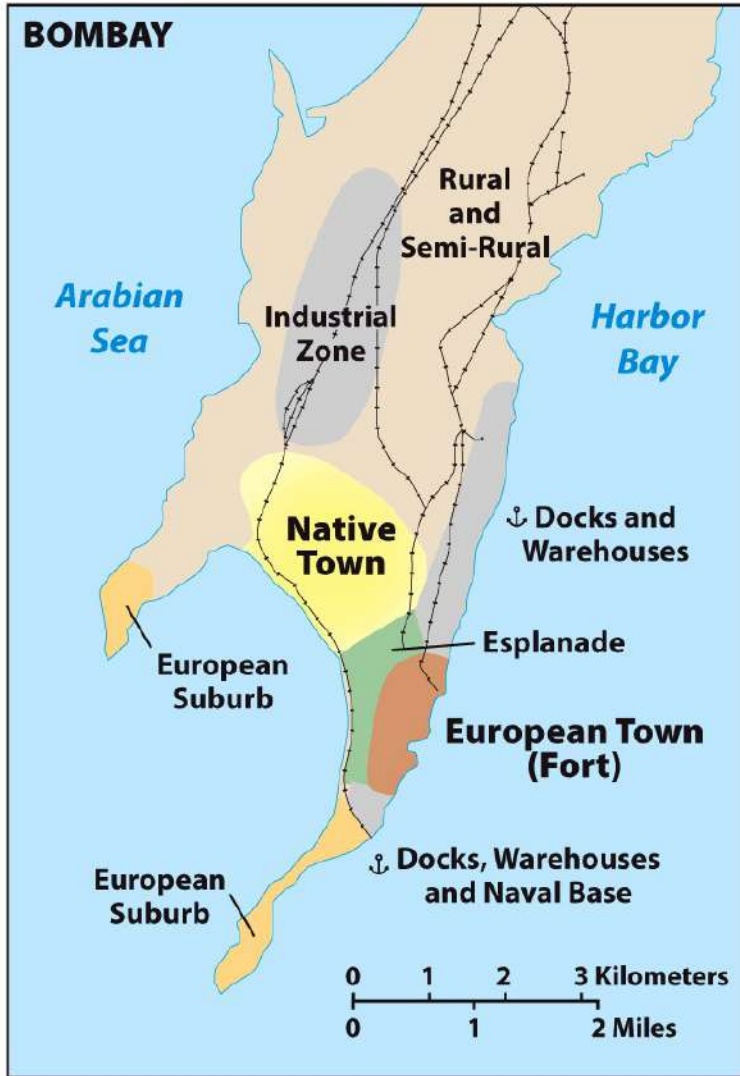 BOMBAY
Rural
and
Semi-Rural
Arabian
Sea
Industrial
Zone
Harbor
Bay
Native
Town
Docks and
Warehouses
Esplanade
European
Suburb
European Town
(Fort)
Docks, Warehouses
and Naval Base
European
Suburb
0 1 2 3 Kilometers
0 1 2 Miles